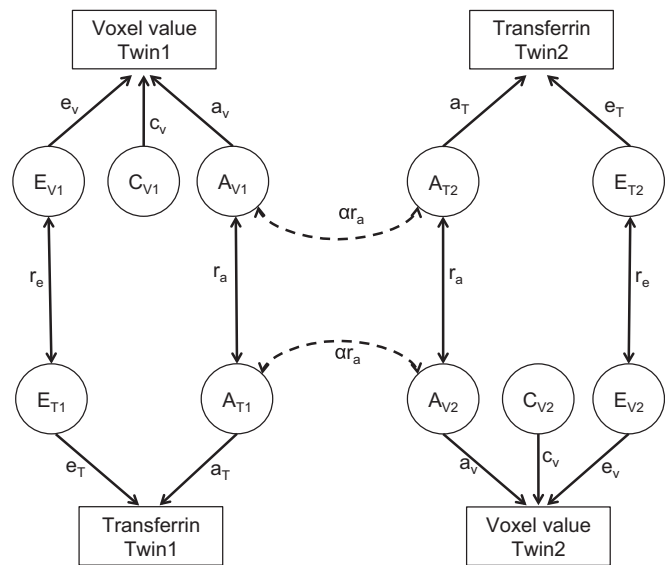 Voxel value
Twin1
Transferrin
Twin2
e_v
c_v
a_v
a_T
e_T
E_V1
C_V1
A_V1
A_T2
E_T2
αr_a
r_e
r_a
r_a
r_e
αr_a
E_T1
A_T1
A_V2
C_V2
E_V2
e_T
a_T
a_v
c_v
e_v
Transferrin
Twin1
Voxel value
Twin2